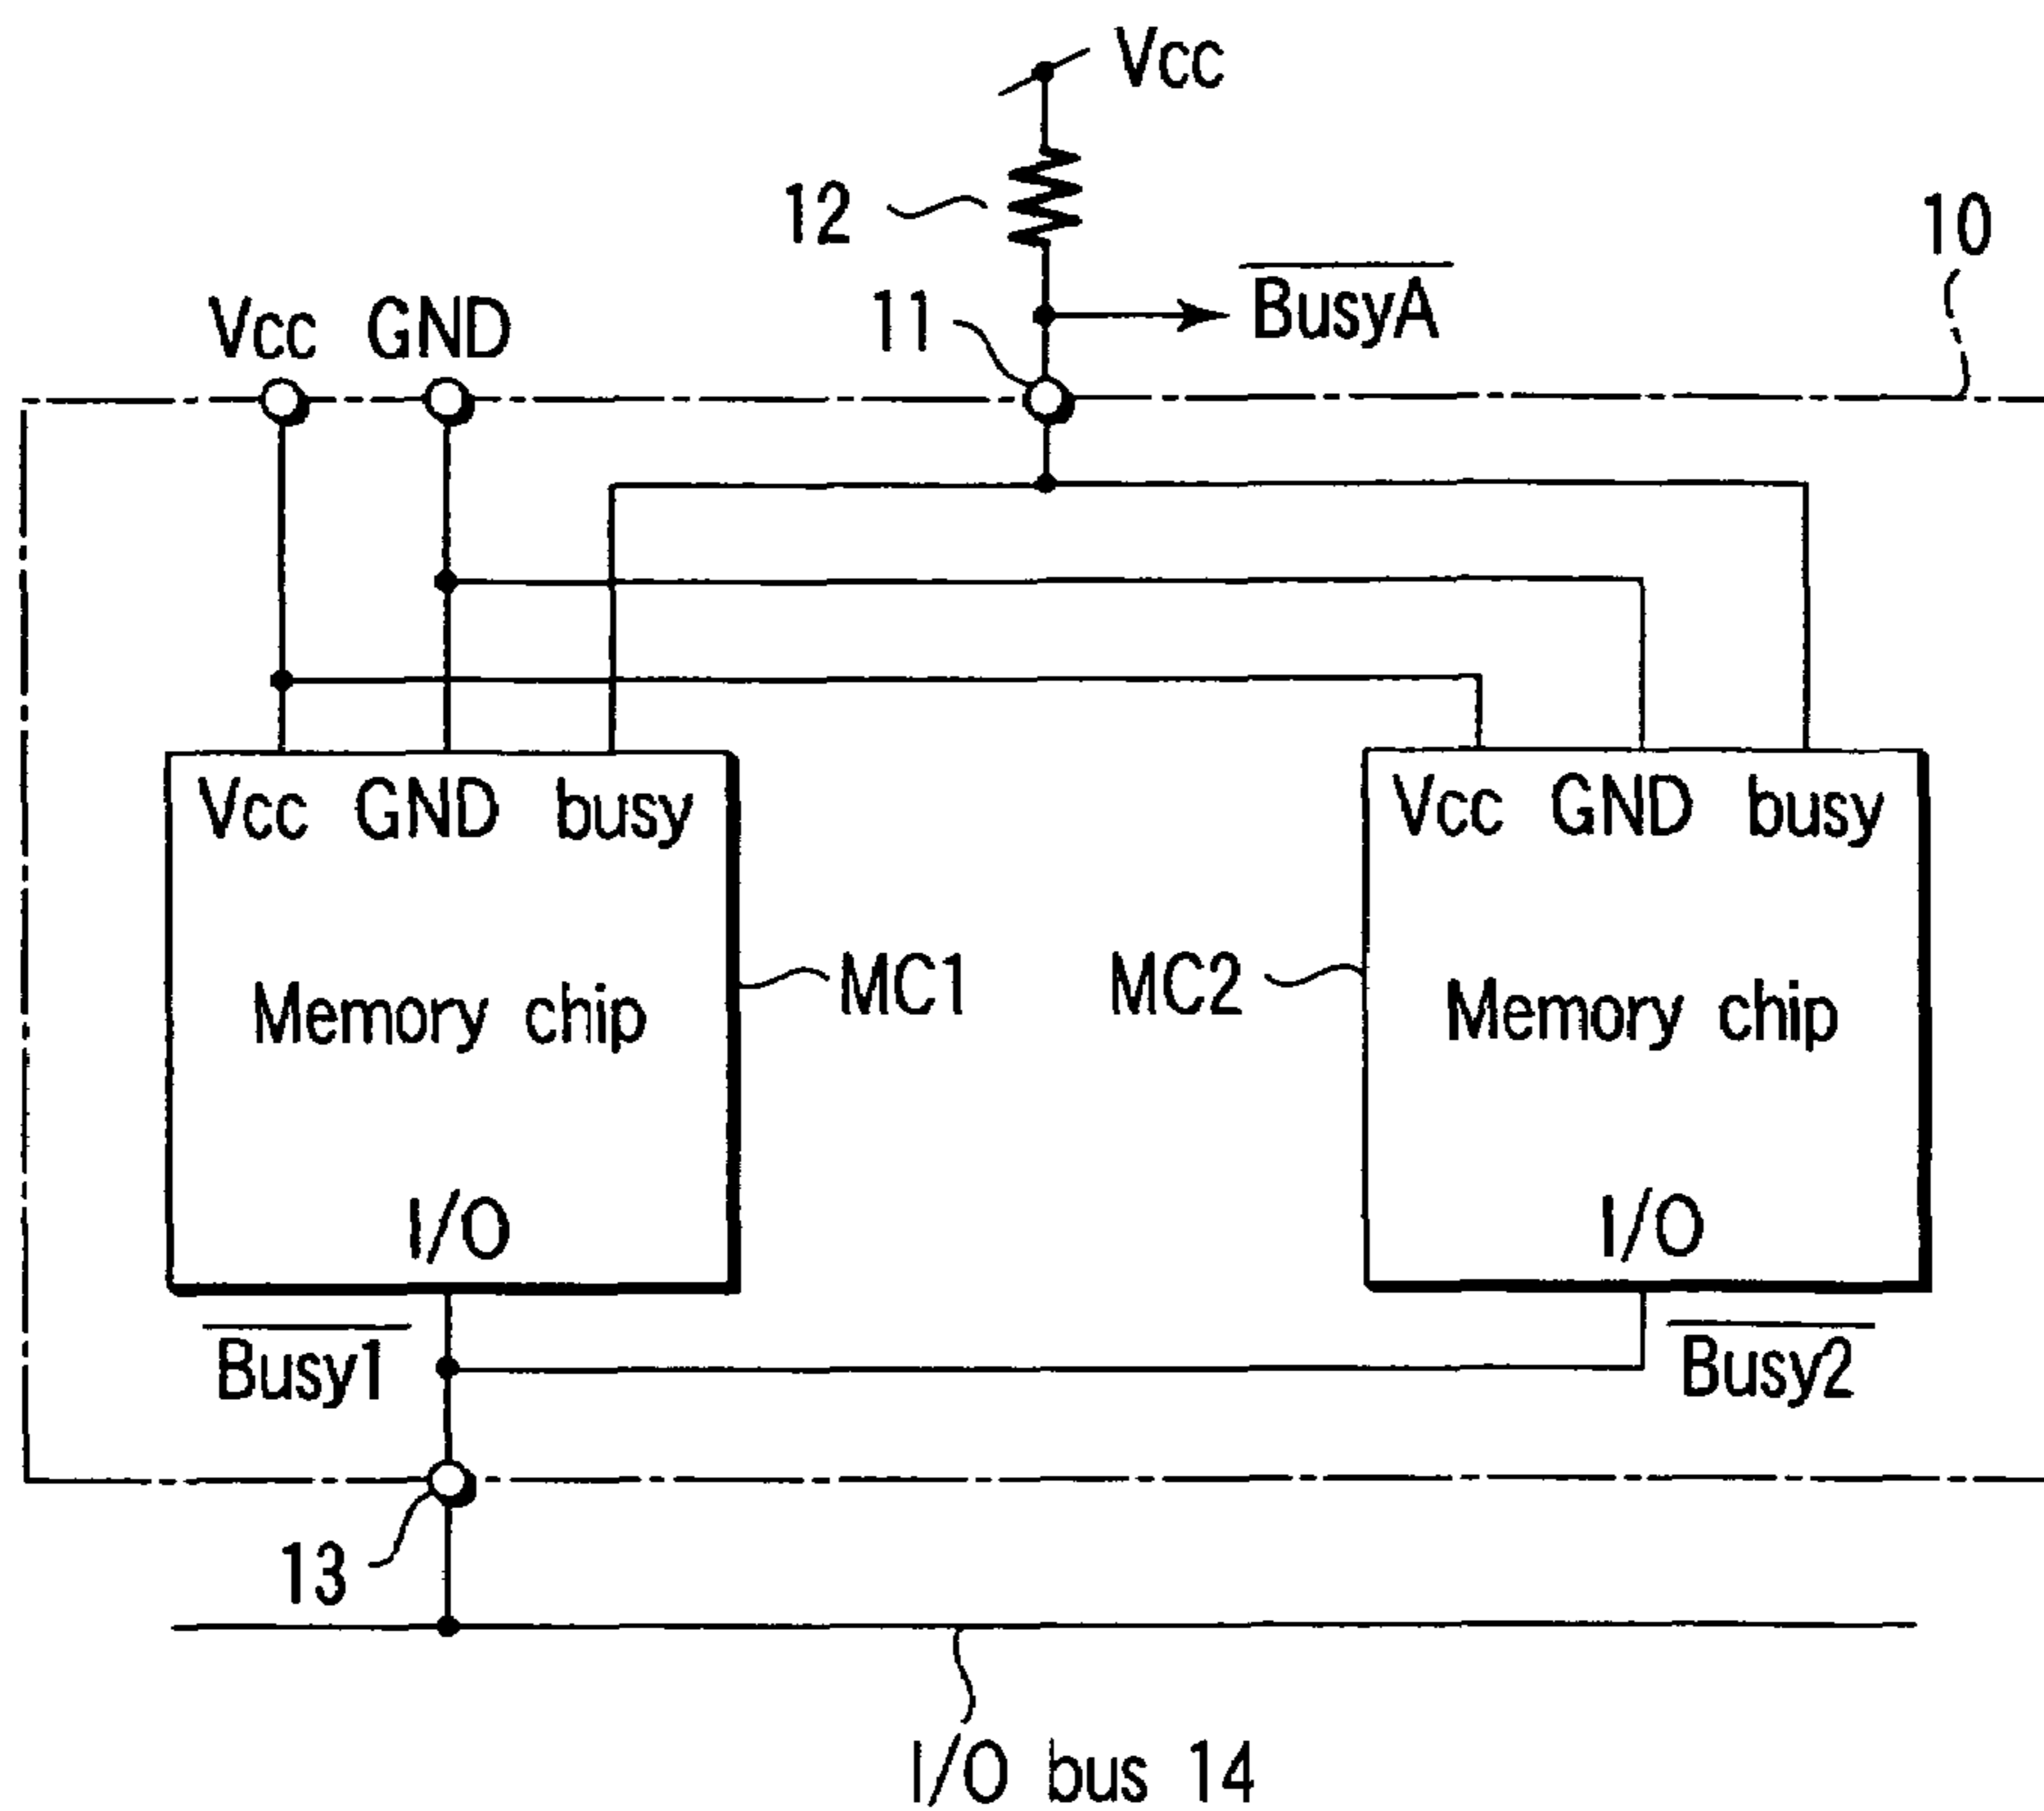 Vcc
12
10
11
BusyA
Vcc GND
Vcc GND busy
Vcc GND busy
MC1
MC2
Memory chip
Memory chip
I/O
I/O
Busy1
Busy2
13
I/O bus 14